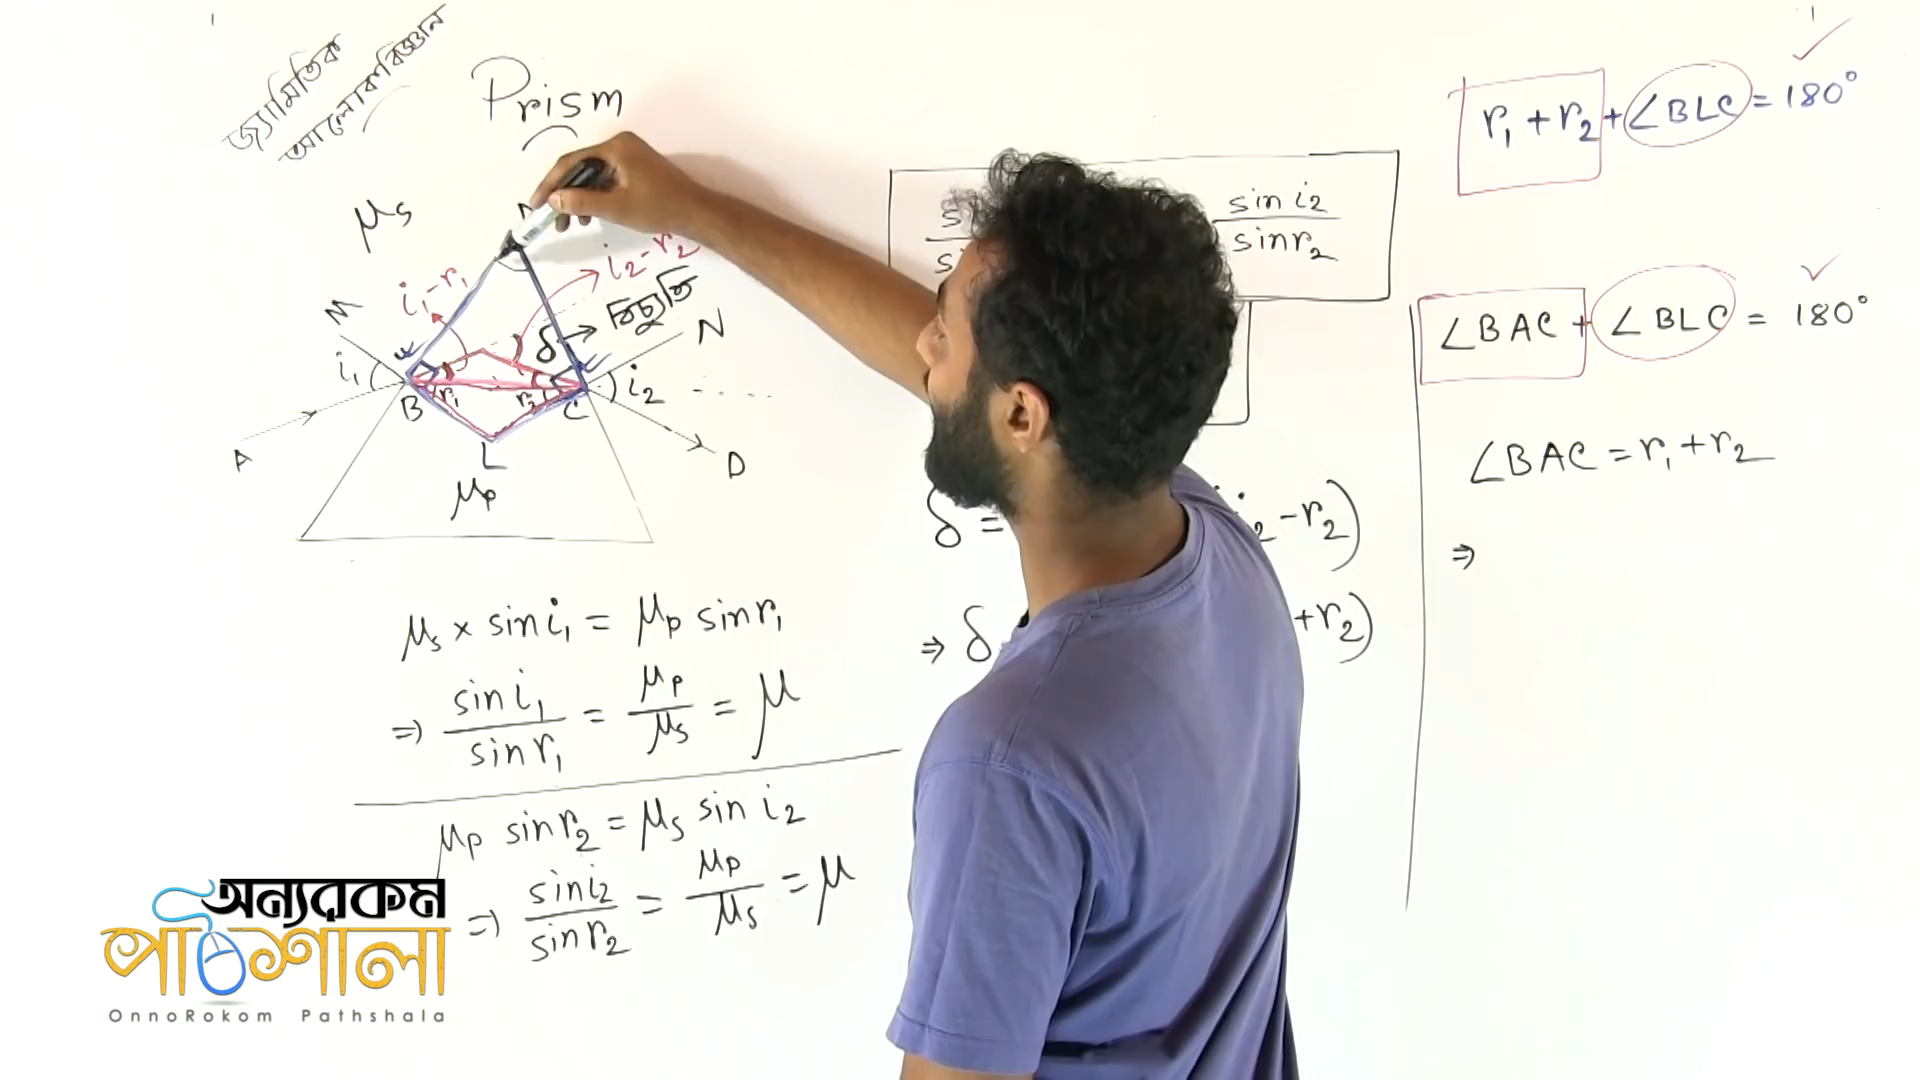 জ্যামিতিক
আলোকবিজ্ঞান
Prism
μs
i₁-r₁
i₂-r₂
δ → বিচ্যুতি
M
N
i₁
B
r₁
r₂
C
i₂
A
L
D
μp
μs × sin i₁ = μp sin r₁
⇒ sin i₁ / sin r₁ = μp / μs = μ
μp sin r₂ = μs sin i₂
⇒ sin i₂ / sin r₂ = μp / μs = μ
sin i₂ / sin r₂
δ =
i₂ - r₂)
⇒ δ
+r₂)
r₁ + r₂ + ∠BLC = 180°
∠BAC + ∠BLC = 180°
∠BAC = r₁ + r₂
⇒
অন্যরকম
পাঠশালা
OnnoRokom Pathshala